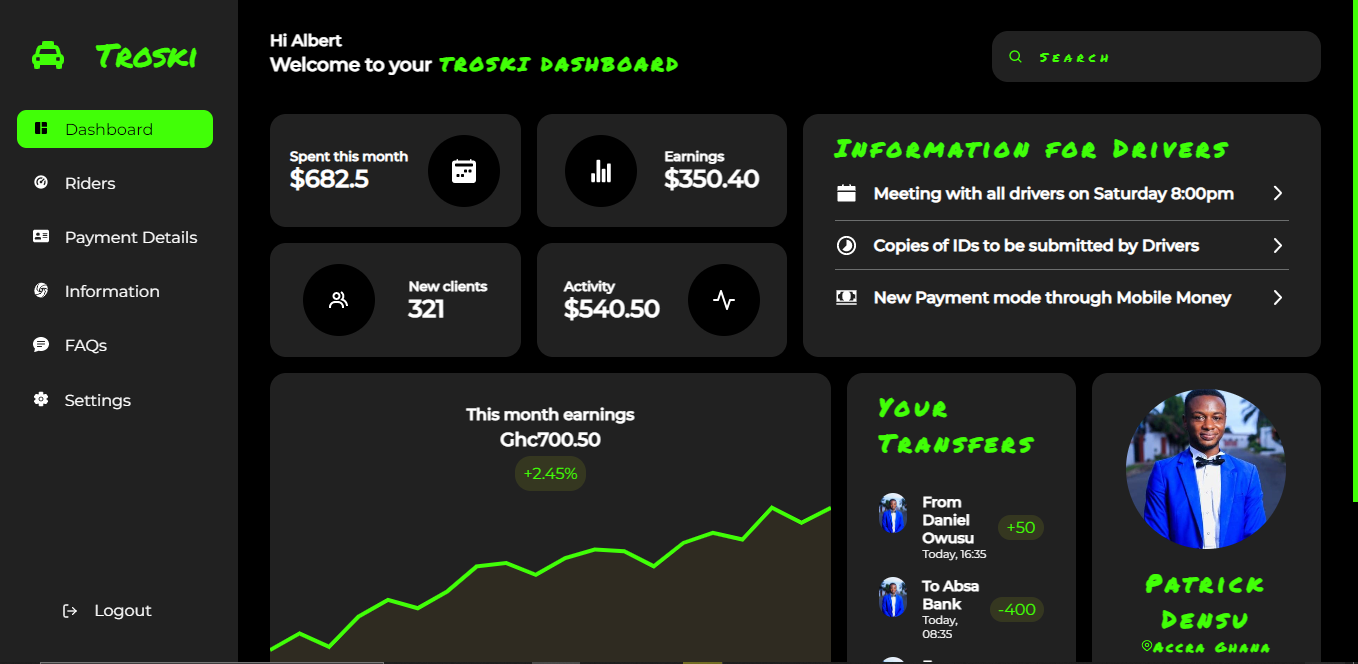 Troski
Dashboard
Riders
Payment Details
Information
FAQs
Settings
Logout
Hi Albert
Welcome to your Troski Dashboard
Search
Spent this month
$682.5
Earnings
$350.40
New clients
321
Activity
$540.50
Information for Drivers
Meeting with all drivers on Saturday 8:00pm
Copies of IDs to be submitted by Drivers
New Payment mode through Mobile Money
This month earnings
Ghc700.50
+2.45%
Your
Transfers
From
Daniel
Owusu
Today, 16:35
+50
To Absa
Bank
Today,
08:35
-400
Patrick
Densu
Accra Ghana